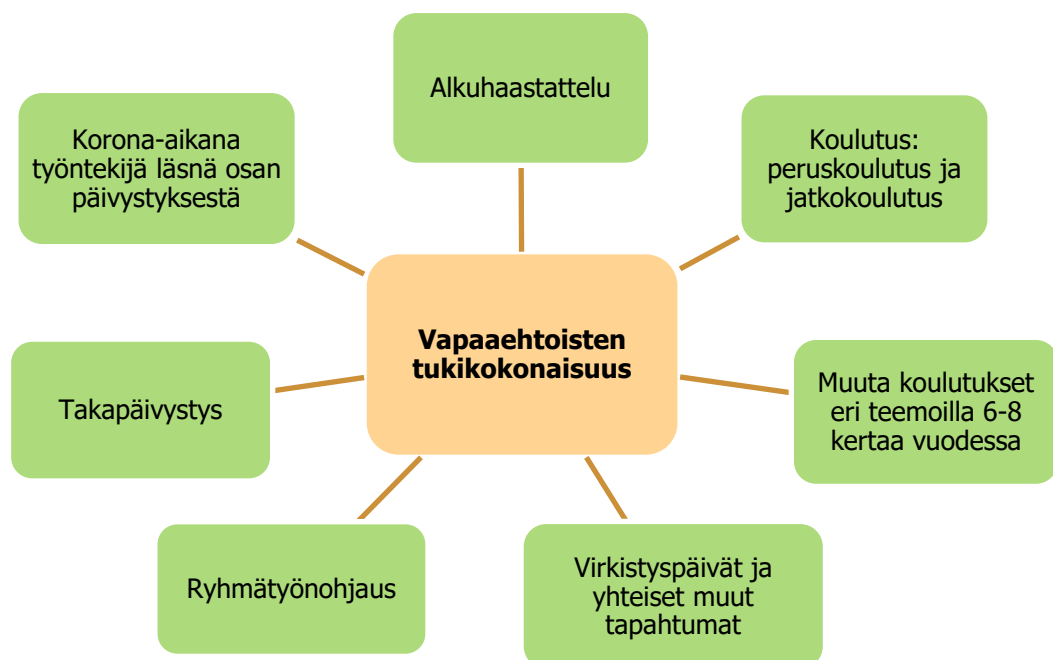 Alkuhaastattelu
Koulutus:
peruskoulutus ja
jatkokoulutus
Muuta koulutukset
eri teemoilla 6-8
kertaa vuodessa
Virkistyspäivät ja
yhteiset muut
tapahtumat
Ryhmätyönohjaus
Takapäivystys
Korona-aikana
työntekijä läsnä osan
päivystyksestä
Vapaaehtoisten
tukikokonaisuus